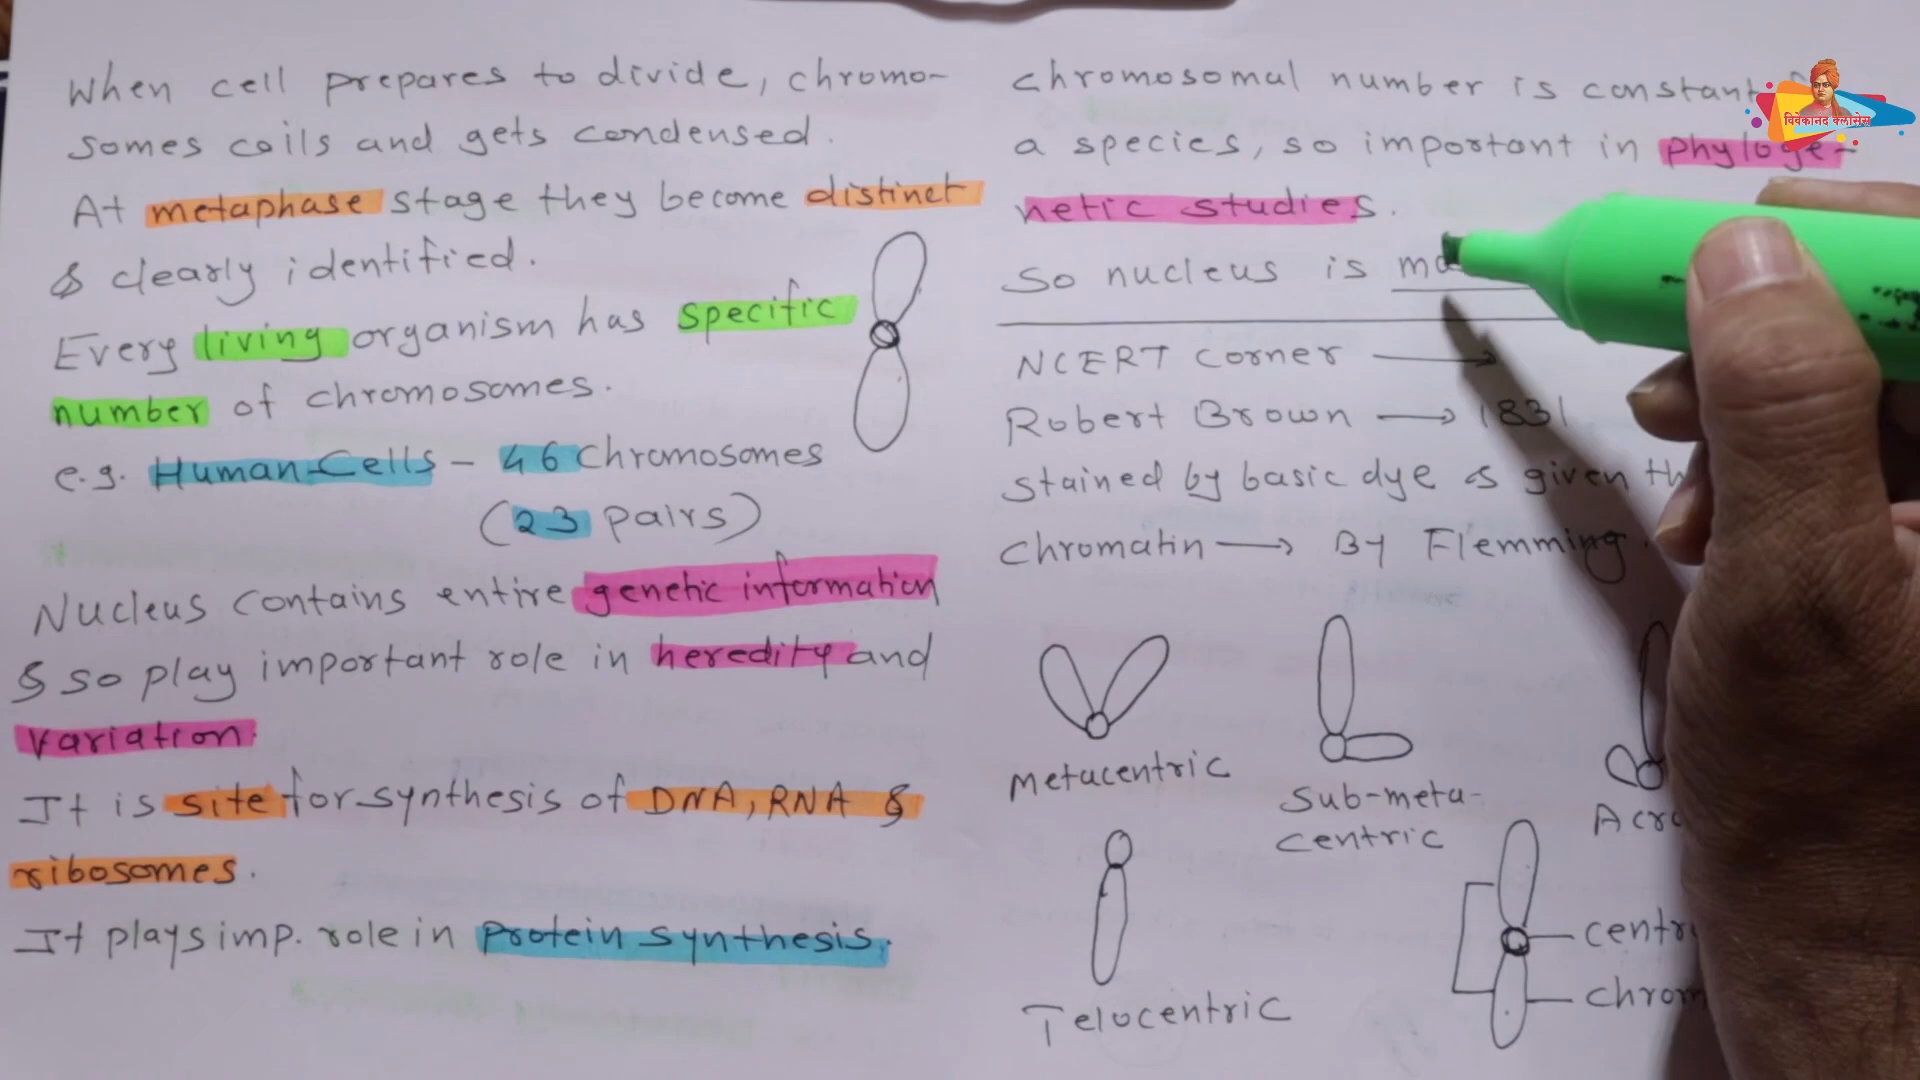 When cell prepares to divide, chromo-
somes coils and gets condensed.
At metaphase stage they become distinct
& clearly identified.
Every living organism has specific
number of chromosomes.
e.g. Human Cells - 46 Chromosomes
(23 pairs)
Nucleus contains entire genetic information
& so play important role in heredity and
variation.
It is site for synthesis of DNA, RNA &
ribosomes.
It plays imp. role in protein synthesis.
chromosomal number is constant
a species, so important in phyloge-
netic studies.
So nucleus is
NCERT Corner →
Robert Brown → 1831
stained by basic dye & given
chromatin → By Flemming.
Metacentric
Sub-meta-
centric
Telocentric
विवेकानंद क्लासेस